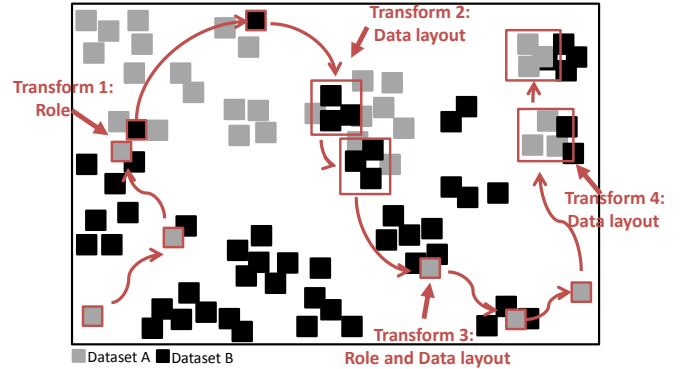 Transform 2:
Data layout
Transform 1:
Role
Transform 4:
Data layout
Transform 3:
Role and Data layout
Dataset A Dataset B